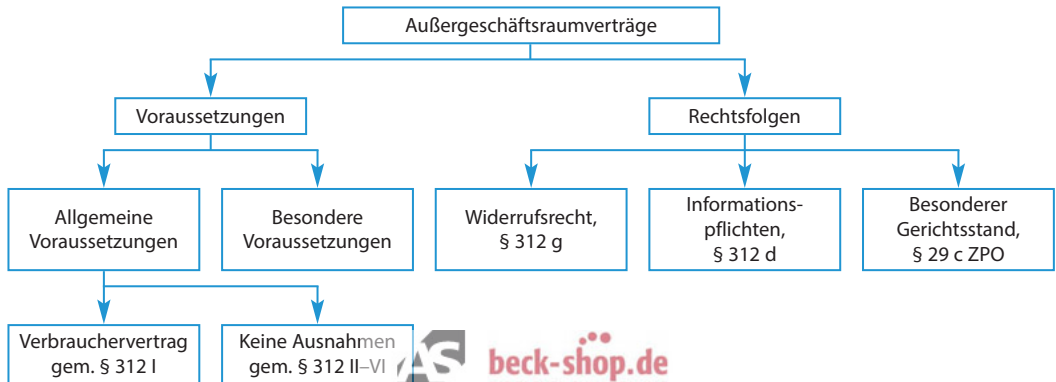 Außergeschäftsraumverträge
Voraussetzungen
Rechtsfolgen
Allgemeine
Voraussetzungen
Besondere
Voraussetzungen
Widerrufsrecht,
§ 312 g
Informations-
pflichten,
§ 312 d
Besonderer
Gerichtsstand,
§ 29 c ZPO
Verbrauchervertrag
gem. § 312 I
Keine Ausnahmen
gem. § 312 II–VI
AS
beck-shop.de